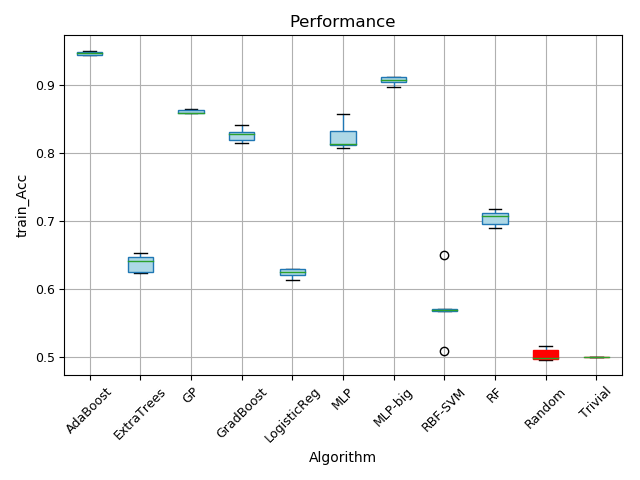 Performance
train_Acc
0.9
0.8
0.7
0.6
0.5
AdaBoost
ExtraTrees
GP
GradBoost
LogisticReg
MLP
MLP-big
RBF-SVM
RF
Random
Trivial
Algorithm